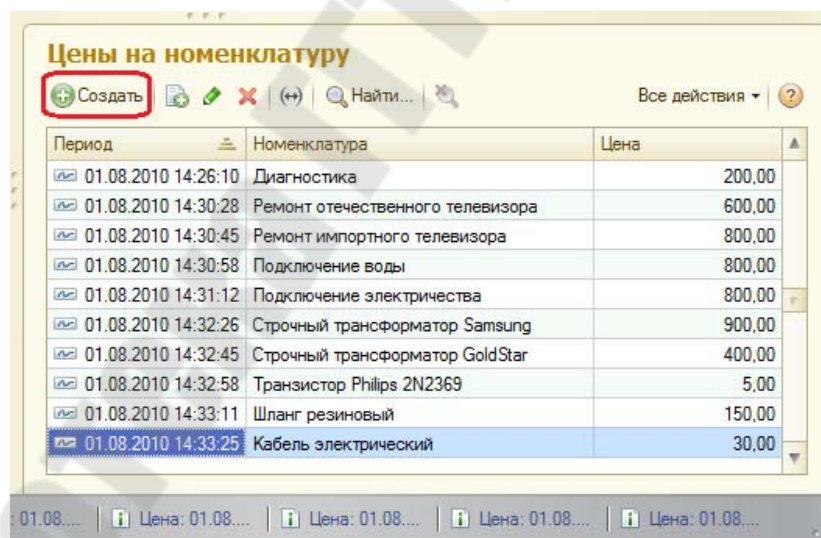 Цены на номенклатуру
Создать Найти... Все действия
Период Номенклатура Цена
01.08.2010 14:26:10 Диагностика 200,00
01.08.2010 14:30:28 Ремонт отечественного телевизора 600,00
01.08.2010 14:30:45 Ремонт импортного телевизора 800,00
01.08.2010 14:30:58 Подключение воды 800,00
01.08.2010 14:31:12 Подключение электричества 800,00
01.08.2010 14:32:26 Строчный трансформатор Samsung 900,00
01.08.2010 14:32:45 Строчный трансформатор GoldStar 400,00
01.08.2010 14:32:58 Транзистор Philips 2N2369 5,00
01.08.2010 14:33:11 Шланг резиновый 150,00
01.08.2010 14:33:25 Кабель электрический 30,00
: 01.08.... Цена: 01.08.... Цена: 01.08.... Цена: 01.08.... Цена: 01.08....